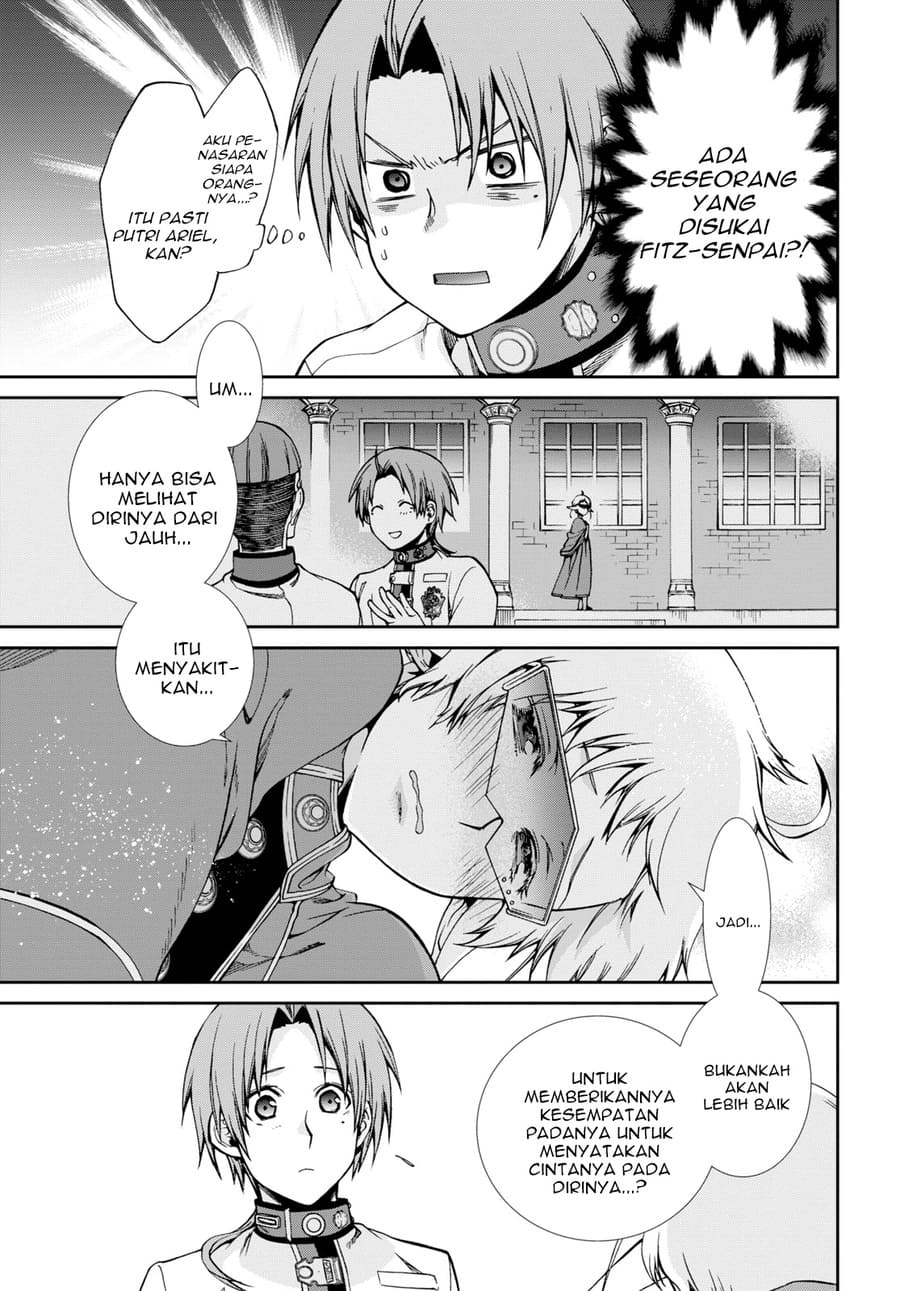 ADA
SESEORANG
YANG
DISUKAI
FITZ-SENPAI?!
AKU PE-
NASARAN
SIAPA
ORANG-
NYA...?
ITU PASTI
PUTRI ARIEL,
KAN?
UM...
HANYA BISA
MELIHAT
DIRINYA DARI
JAUH...
ITU
MENYAKIT-
KAN...
JADI...
BUKANKAH
AKAN
LEBIH BAIK
UNTUK
MEMBERIKANNYA
KESEMPATAN
PADANYA UNTUK
MENYATAKAN
CINTANYA PADA
DIRINYA...?